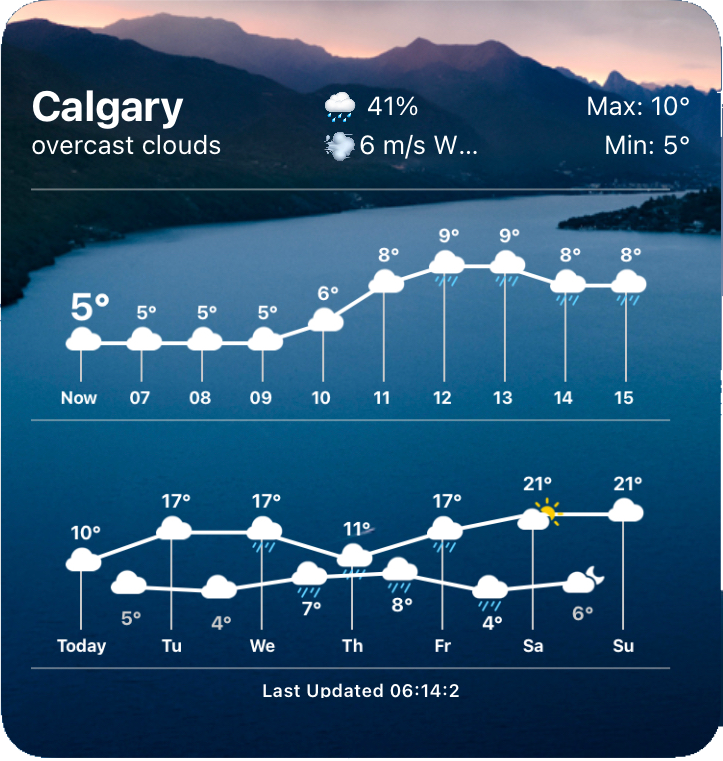 Calgary
overcast clouds
41%
6 m/s W...
Max: 10°
Min: 5°
5° 5° 5° 5° 6° 8° 9° 9° 8° 8°
Now 07 08 09 10 11 12 13 14 15
10° 17° 17° 11° 17° 21° 21°
5° 4° 7° 8° 4° 6°
Today Tu We Th Fr Sa Su
Last Updated 06:14:2